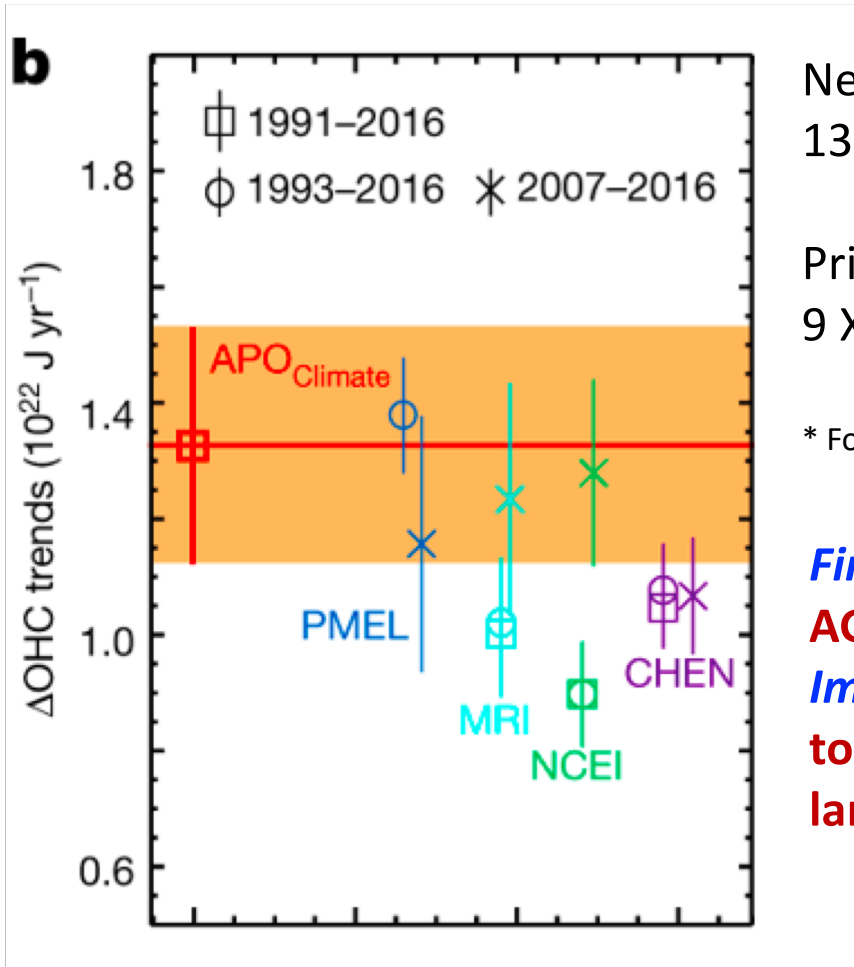 b
1991–2016
1993–2016
2007–2016
1.8
1.4
1.0
0.6
ΔOHC trends (10²² J yr⁻¹)
APO_Climate
PMEL
MRI
NCEI
CHEN
Ne
13
Pri
9 X
* Fo
Fir
AC
Im
to
lar